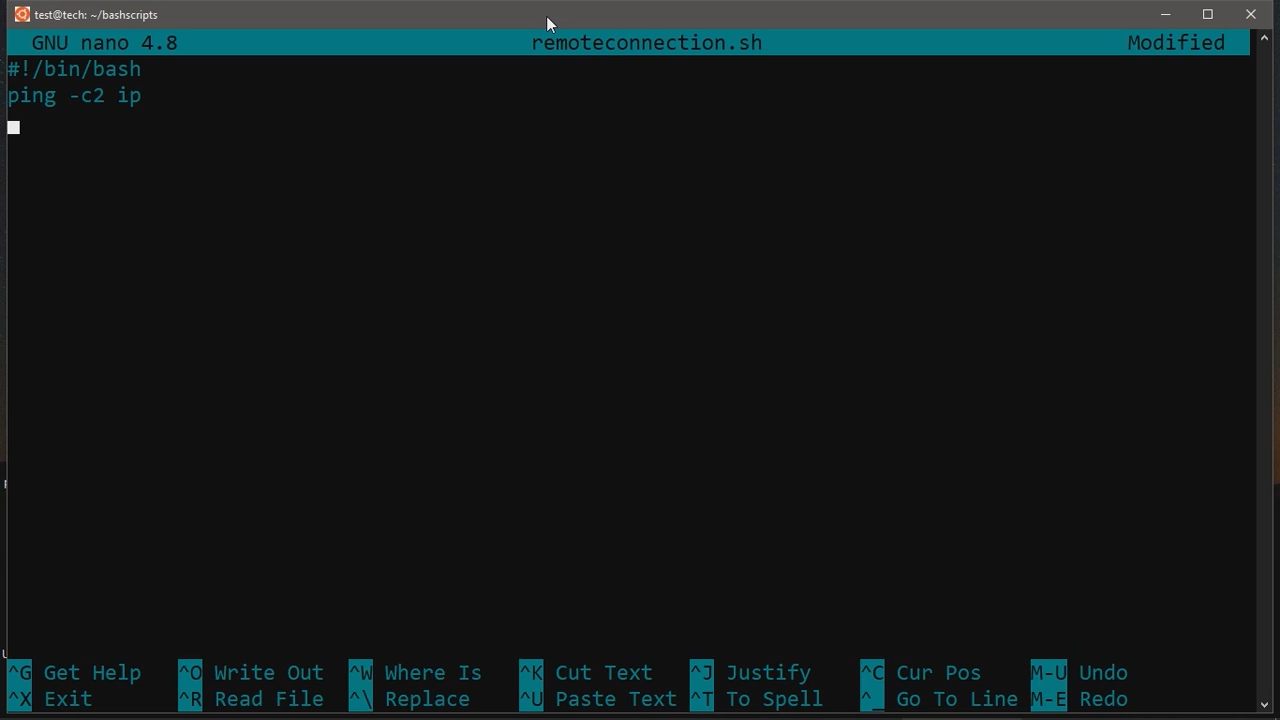 test@tech: ~/bashscripts
GNU nano 4.8 remoteconnection.sh Modified
#!/bin/bash
ping -c2 ip
^G Get Help ^O Write Out ^W Where Is ^K Cut Text ^J Justify ^C Cur Pos M-U Undo
^X Exit ^R Read File ^\ Replace ^U Paste Text ^T To Spell ^_ Go To Line M-E Redo